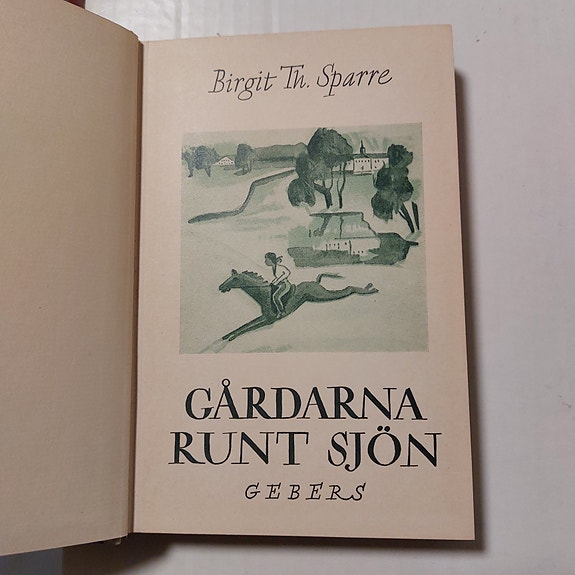 Birgit Th. Sparre
GÅRDARNA
RUNT SJÖN
GEBERS